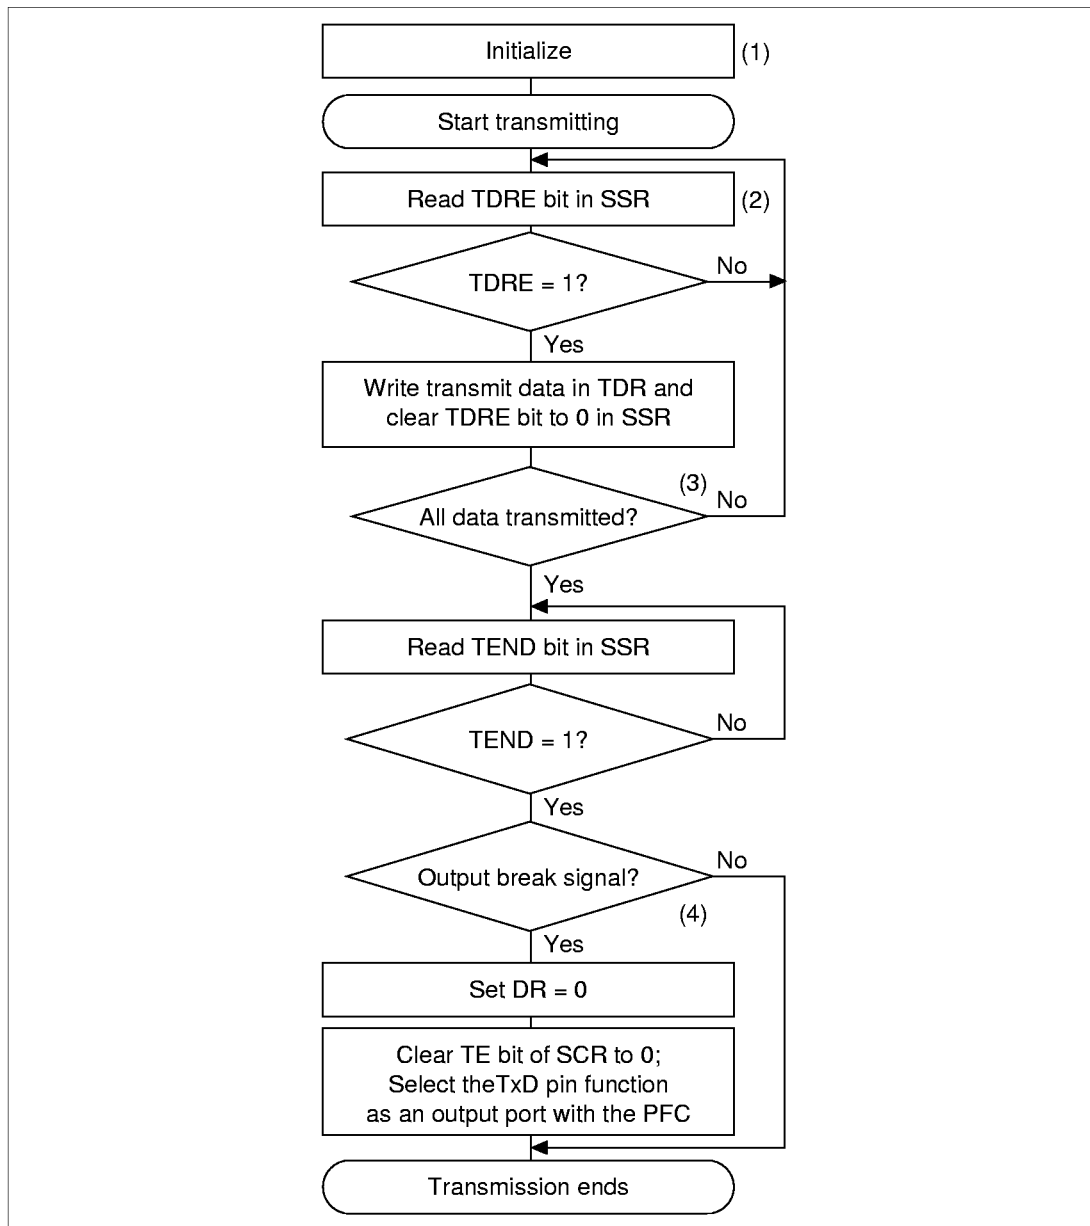 Initialize
(1)
Start transmitting
Read TDRE bit in SSR
(2)
TDRE = 1?
No
Yes
Write transmit data in TDR and
clear TDRE bit to 0 in SSR
(3)
All data transmitted?
No
Yes
Read TEND bit in SSR
TEND = 1?
No
Yes
Output break signal?
No
(4)
Yes
Set DR = 0
Clear TE bit of SCR to 0;
Select theTxD pin function
as an output port with the PFC
Transmission ends